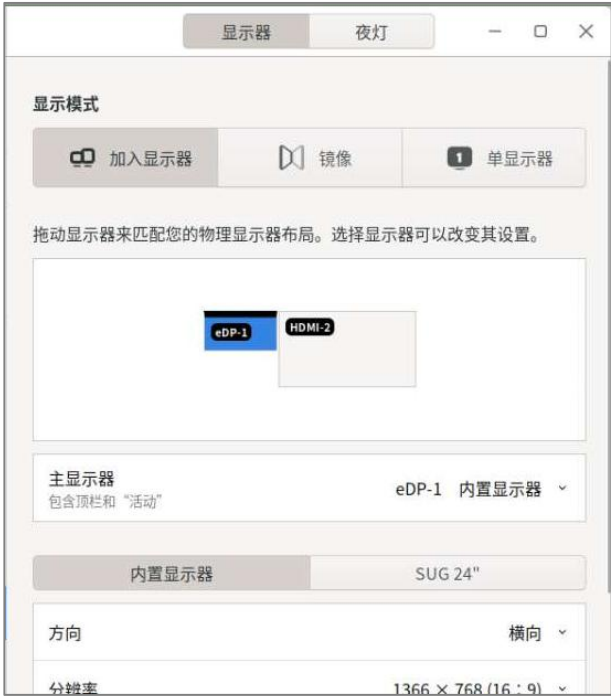 显示器 夜灯
显示模式
加入显示器 镜像 1 单显示器
拖动显示器来匹配您的物理显示器布局。选择显示器可以改变其设置。
eDP-1 HDMI-2
主显示器 eDP-1 内置显示器
包含顶栏和“活动”
内置显示器 SUG 24"
方向 横向
分辨率 1366 × 768 (16∶9)